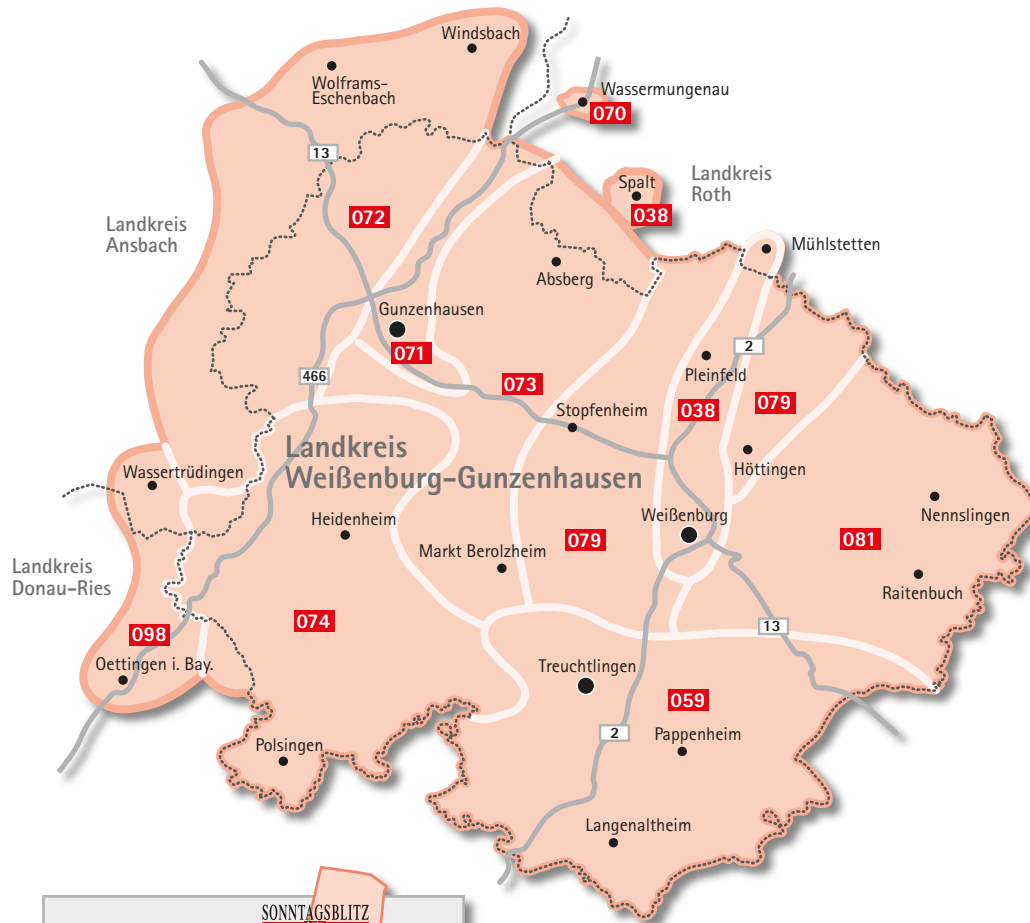 Windsbach
Wolframs-
Eschenbach
Wassermungenau
070
13
Spalt
Landkreis
Roth
038
072
Landkreis
Ansbach
Mühlstetten
Absberg
Gunzenhausen
071
2
466
Pleinfeld
073
038
079
Stopfenheim
Landkreis
Weißenburg-Gunzenhausen
Höttingen
Wassertrüdingen
Nennslingen
Heidenheim
Weißenburg
079
081
Markt Berolzheim
Landkreis
Donau-Ries
Raitenbuch
074
13
098
Oettingen i. Bay.
Treuchtlingen
059
2
Pappenheim
Polsingen
Langenaltheim
SONNTAGSBLITZ